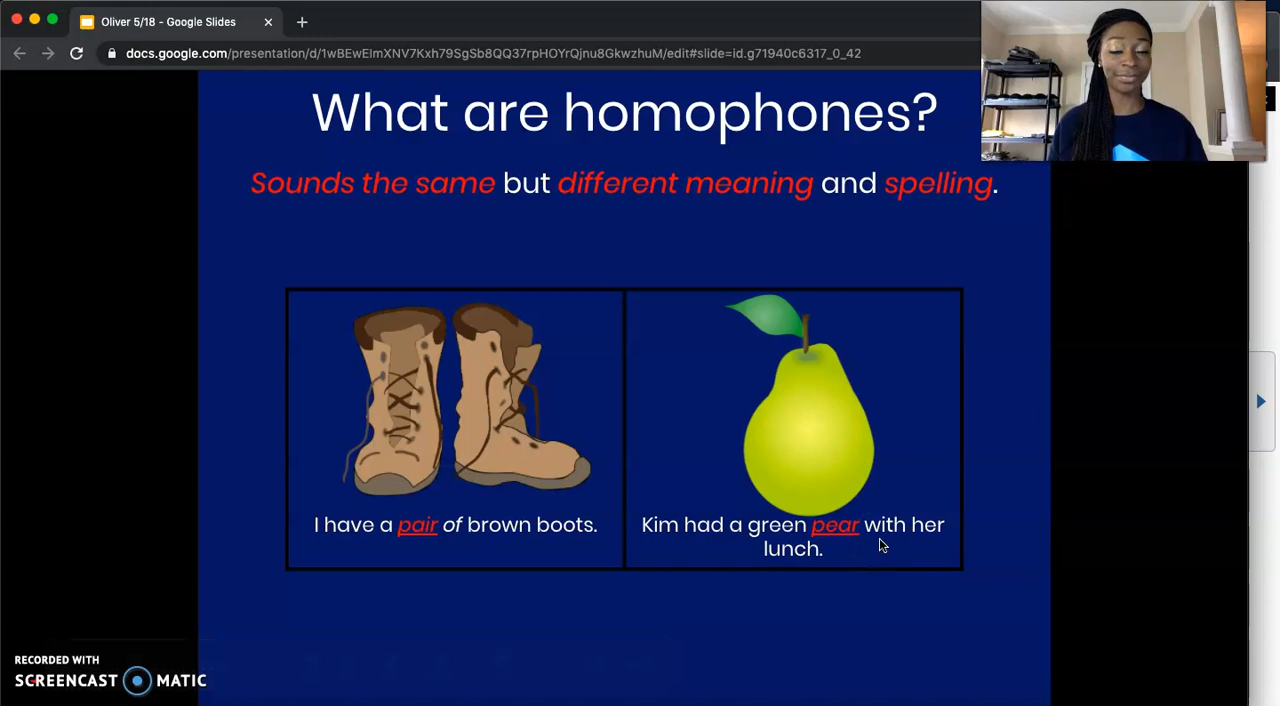 Oliver 5/18 - Google Slides
docs.google.com/presentation/d/1wBEwElmXNV7Kxh79SgSb8QQ37rpHOYrQjnu8GkwzhuM/edit#slide=id.g71940c6317_0_42
What are homophones?
Sounds the same but different meaning and spelling.
I have a pair of brown boots.
Kim had a green pear with her
lunch.
RECORDED WITH
SCREENCAST MATIC